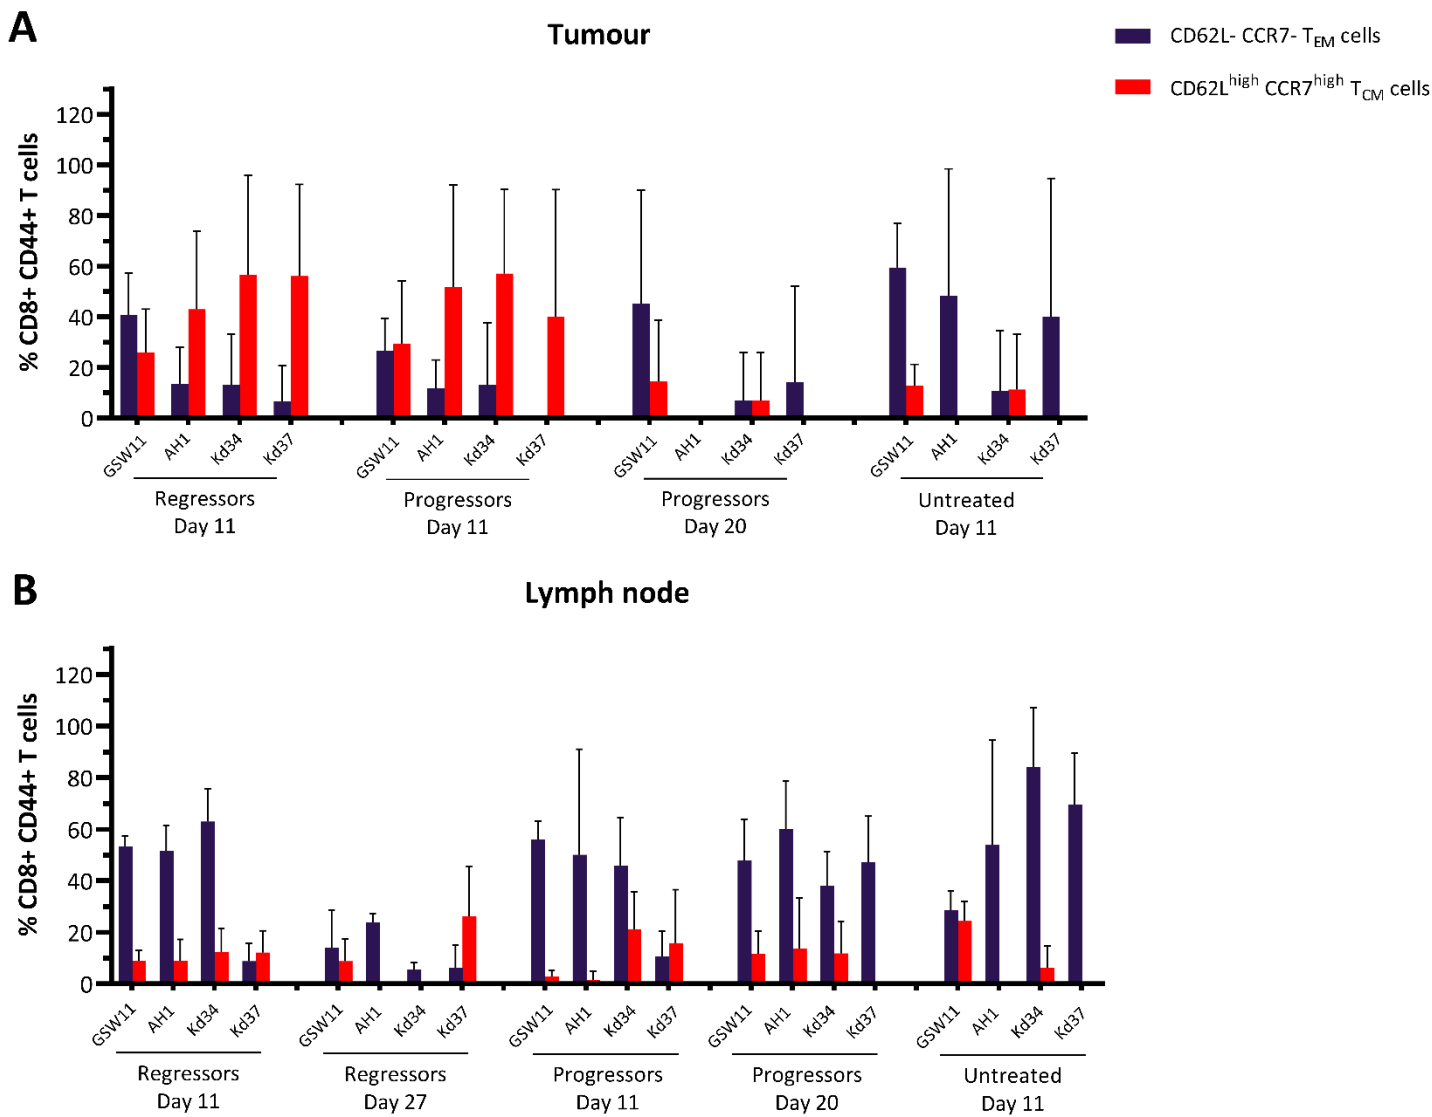 A
Tumour
CD62L- CCR7- TEM cells
CD62Lhigh CCR7high TCM cells
% CD8+ CD44+ T cells
120
100
80
60
40
20
0
GSW11 AH1 Kd34 Kd37 GSW11 AH1 Kd34 Kd37 GSW11 AH1 Kd34 Kd37 GSW11 AH1 Kd34 Kd37
Regressors Progressors Progressors Untreated
Day 11 Day 11 Day 20 Day 11
B
Lymph node
% CD8+ CD44+ T cells
120
100
80
60
40
20
0
GSW11 AH1 Kd34 Kd37 GSW11 AH1 Kd34 Kd37 GSW11 AH1 Kd34 Kd37 GSW11 AH1 Kd34 Kd37 GSW11 AH1 Kd34 Kd37
Regressors Regressors Progressors Progressors Untreated
Day 11 Day 27 Day 11 Day 20 Day 11